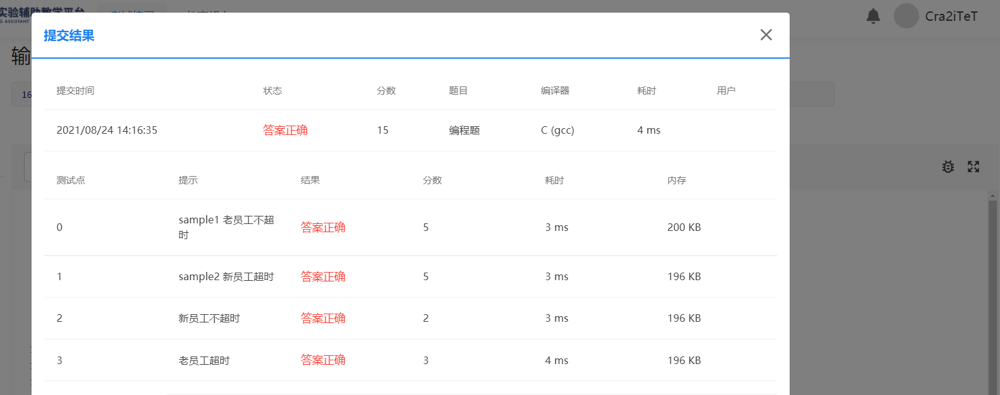 实验辅助教学平台
Cra2iTeT
提交结果
输
16
提交时间 状态 分数 题目 编译器 耗时 用户
2021/08/24 14:16:35 答案正确 15 编程题 C (gcc) 4 ms
测试点 提示 结果 分数 耗时 内存
0 sample1 老员工不超时 答案正确 5 3 ms 200 KB
1 sample2 新员工超时 答案正确 5 3 ms 196 KB
2 新员工不超时 答案正确 2 3 ms 196 KB
3 老员工超时 答案正确 3 4 ms 196 KB